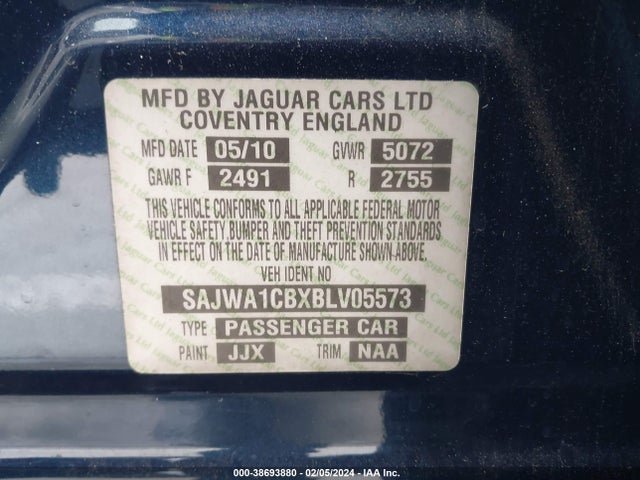 MFD BY JAGUAR CARS LTD
COVENTRY ENGLAND
MFD DATE 05/10 GVWR 5072
GAWR F 2491 R 2755
THIS VEHICLE CONFORMS TO ALL APPLICABLE FEDERAL MOTOR
VEHICLE SAFETY,BUMPER AND THEFT PREVENTION STANDARDS
IN EFFECT ON THE DATE OF MANUFACTURE SHOWN ABOVE.
VEH IDENT NO
SAJWA1CBXBLV05573
TYPE PASSENGER CAR
PAINT JJX TRIM NAA
000-38693880 - 02/05/2024 - IAA Inc.